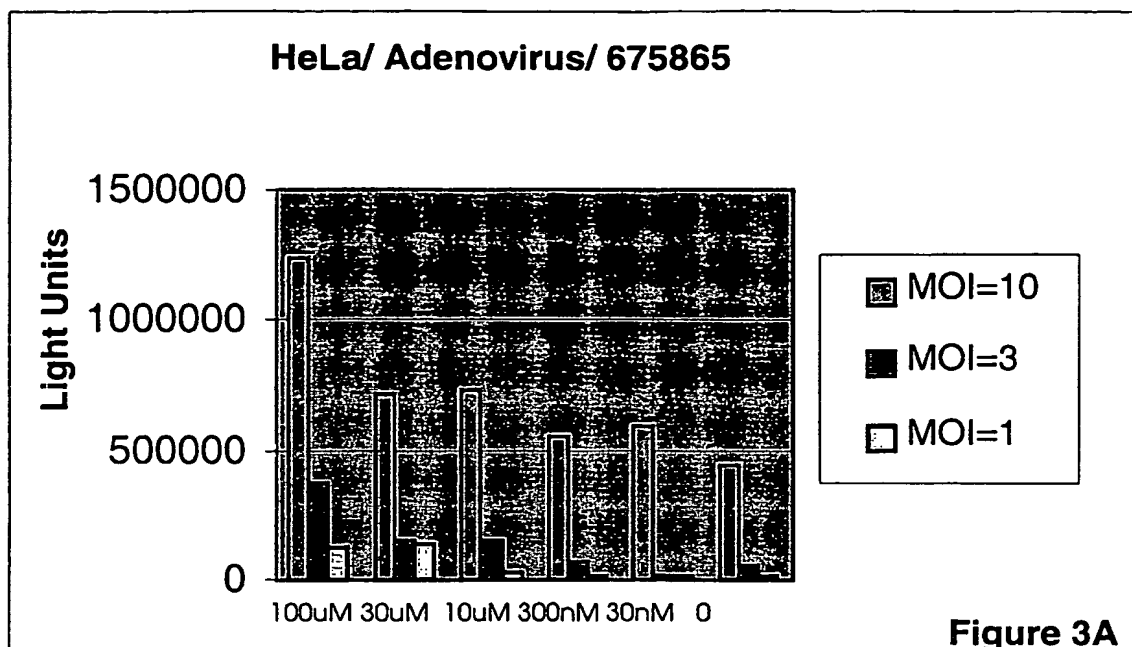 HeLa/ Adenovirus/ 675865
Light Units
1500000
1000000
500000
0
100uM 30uM 10uM 300nM 30nM 0
MOI=10
MOI=3
MOI=1
Figure 3A